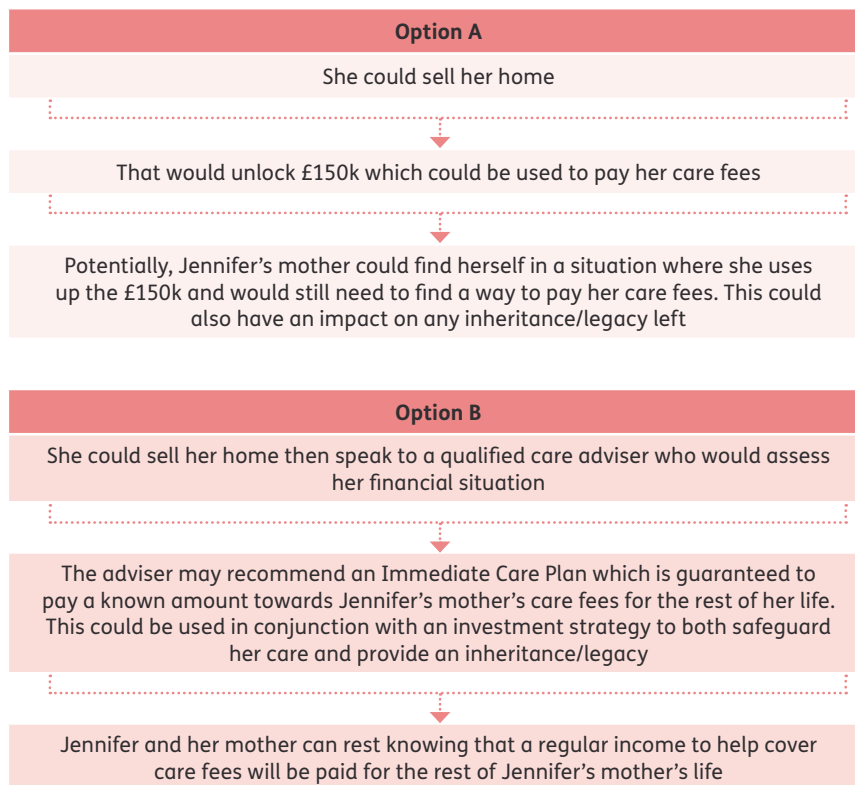 Option A
She could sell her home
That would unlock £150k which could be used to pay her care fees
Potentially, Jennifer’s mother could find herself in a situation where she uses
up the £150k and would still need to find a way to pay her care fees. This could
also have an impact on any inheritance/legacy left
Option B
She could sell her home then speak to a qualified care adviser who would assess
her financial situation
The adviser may recommend an Immediate Care Plan which is guaranteed to
pay a known amount towards Jennifer’s mother’s care fees for the rest of her life.
This could be used in conjunction with an investment strategy to both safeguard
her care and provide an inheritance/legacy
Jennifer and her mother can rest knowing that a regular income to help cover
care fees will be paid for the rest of Jennifer’s mother’s life